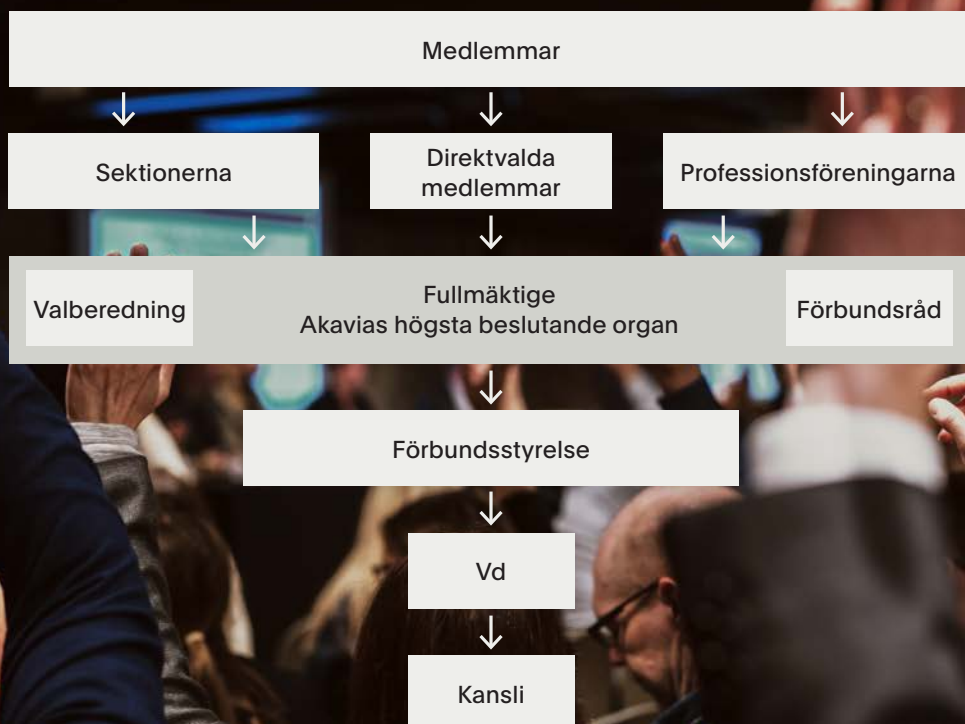 Medlemmar
Sektionerna
Direktvalda
medlemmar
Professionsföreningarna
Valberedning
Fullmäktige
Akavias högsta beslutande organ
Förbundsråd
Förbundsstyrelse
Vd
Kansli